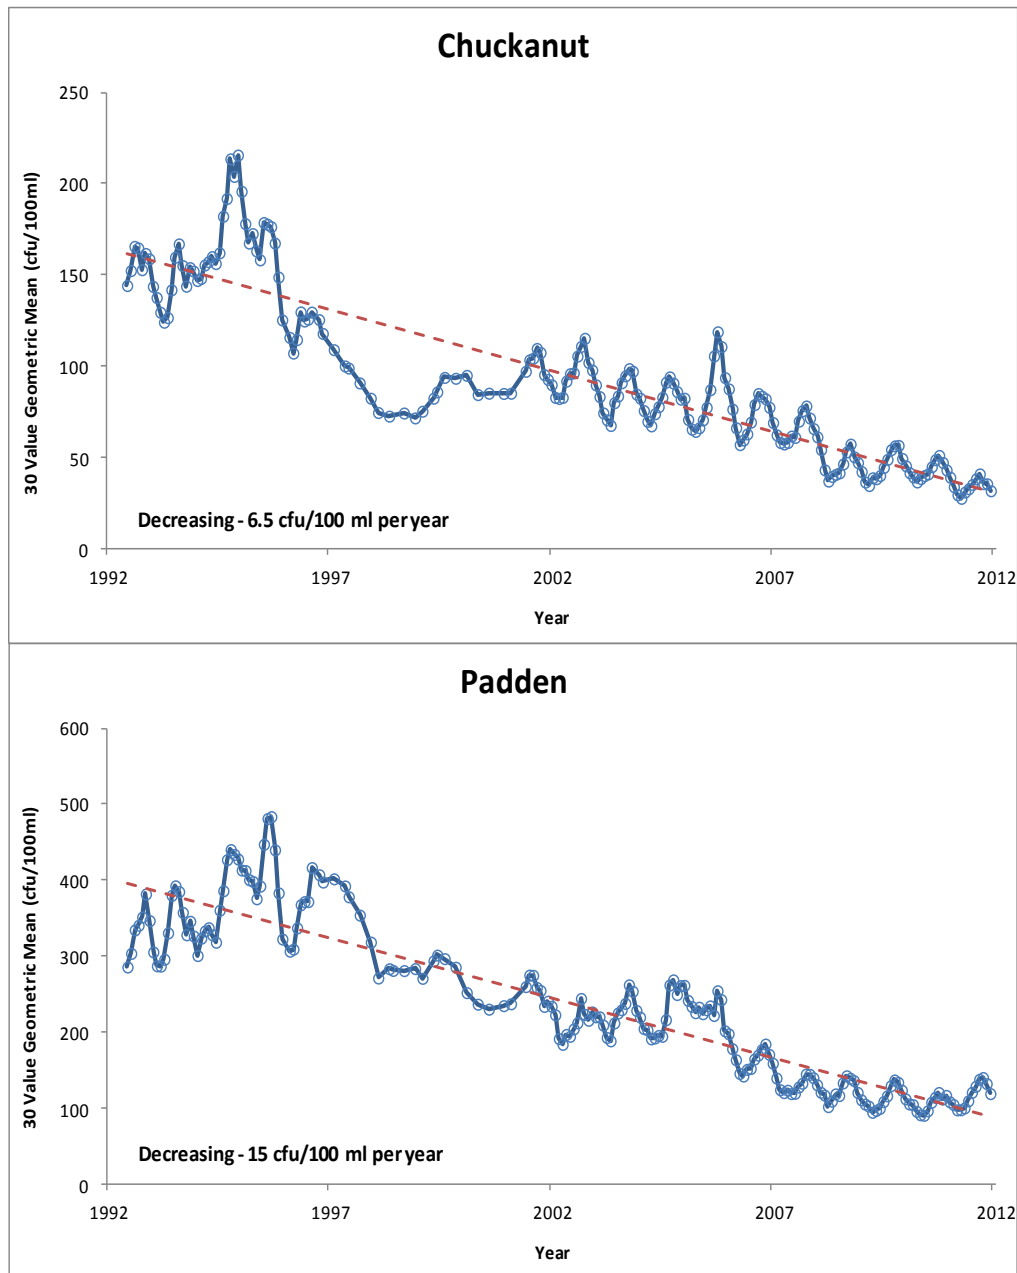 Chuckanut
250
200
150
100
50
0
30 Value Geometric Mean (cfu/100ml)
Decreasing - 6.5 cfu/100 ml per year
1992 1997 2002 2007 2012
Year
Padden
600
500
400
300
200
100
0
30 Value Geometric Mean (cfu/100ml)
Decreasing - 15 cfu/100 ml per year
1992 1997 2002 2007 2012
Year